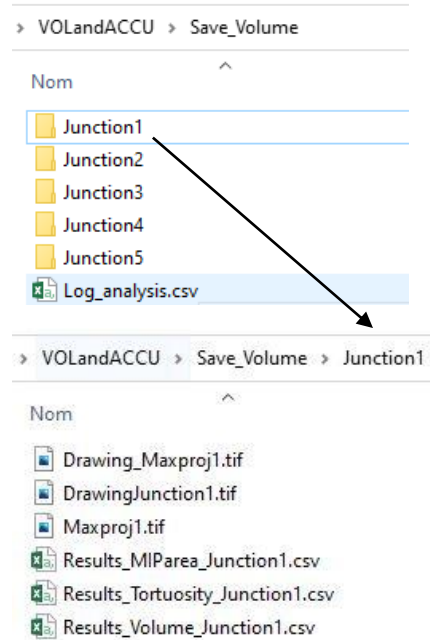 > VOLandACCU > Save_Volume
Nom
Junction1
Junction2
Junction3
Junction4
Junction5
Log_analysis.csv
> VOLandACCU > Save_Volume > Junction1
Nom
Drawing_Maxproj1.tif
DrawingJunction1.tif
Maxproj1.tif
Results_MIParea_Junction1.csv
Results_Tortuosity_Junction1.csv
Results_Volume_Junction1.csv